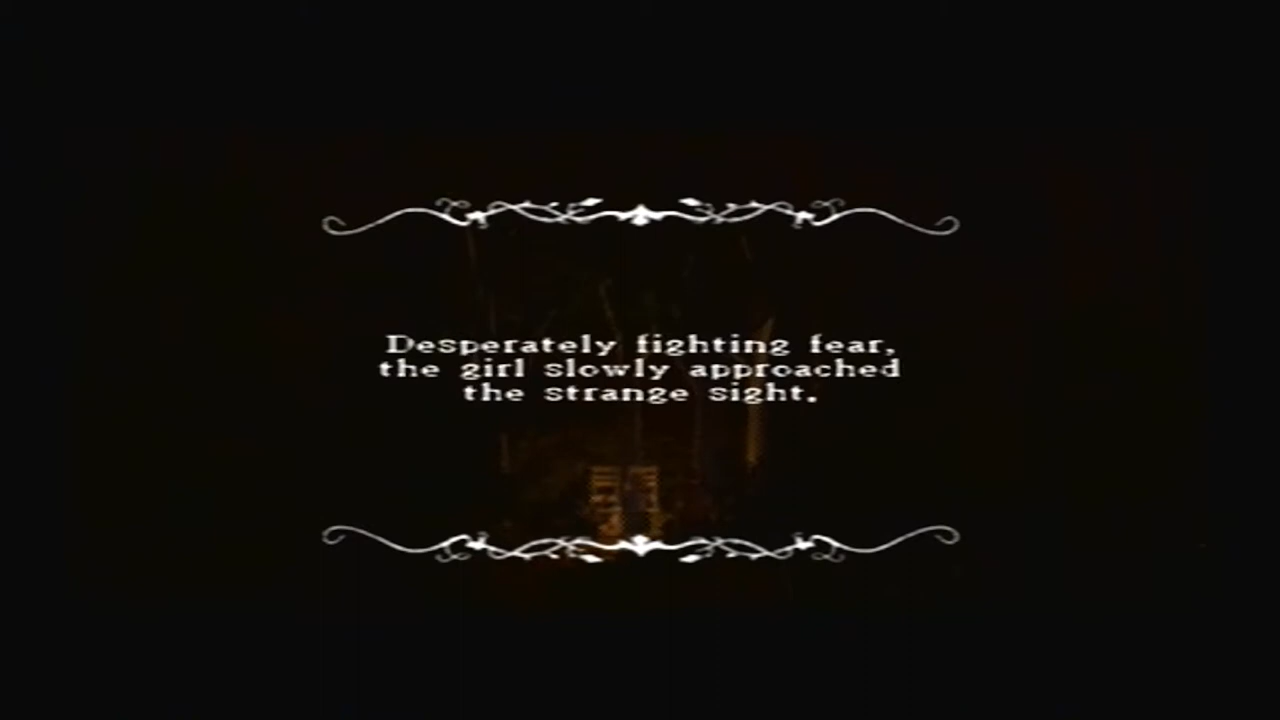 Desperately fighting fear,
the girl slowly approached
the strange sight.